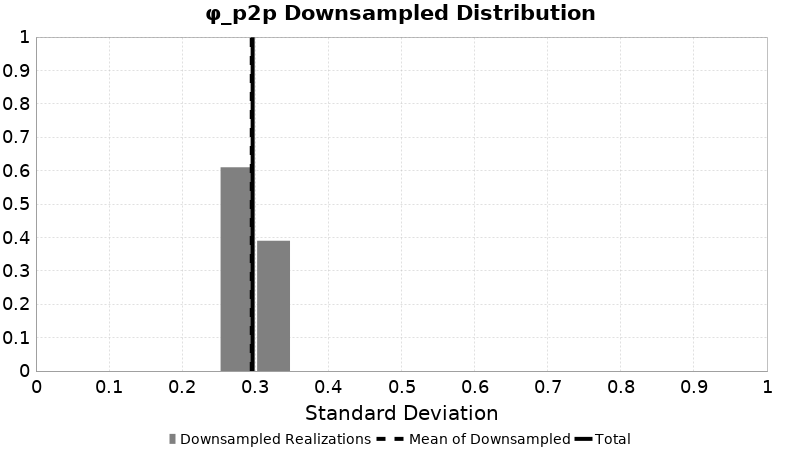 φ_p2p Downsampled Distribution
1
0.9
0.8
0.7
0.6
0.5
0.4
0.3
0.2
0.1
0
0 0.1 0.2 0.3 0.4 0.5 0.6 0.7 0.8 0.9 1
Standard Deviation
Downsampled Realizations Mean of Downsampled Total